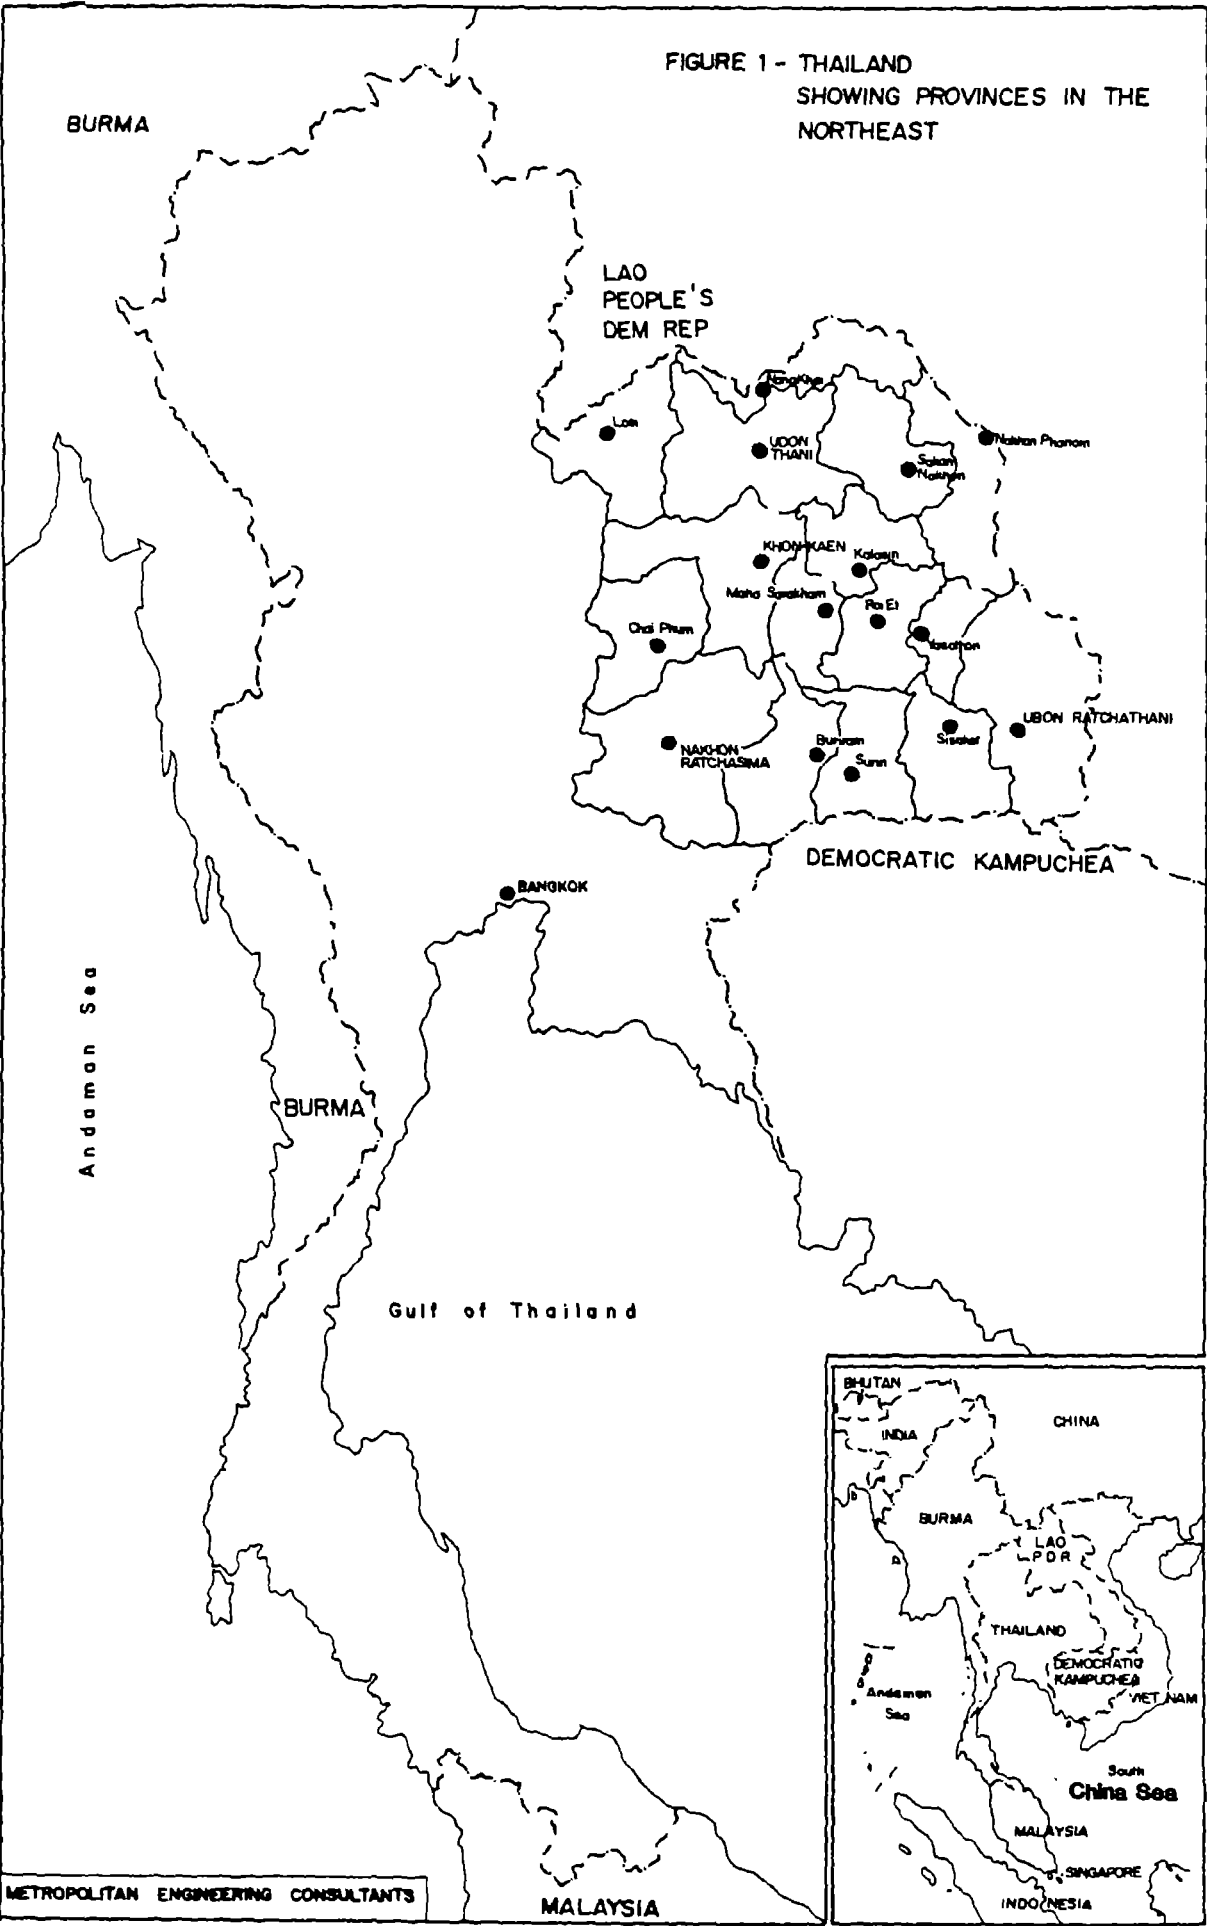 FIGURE 1 - THAILAND
SHOWING PROVINCES IN THE
NORTHEAST
BURMA
LAO
PEOPLE'S
DEM REP
Loei
UDON
THANI
Nakhon Phanom
Sakon
Nakhon
KHON KAEN
Kalasin
Maha Sarakham
Roi Et
Chai Phum
Yasothon
UBON RATCHATHANI
NAKHON
RATCHASIMA
Buriram
Surin
Sisaket
DEMOCRATIC KAMPUCHEA
BANGKOK
Andaman Sea
BURMA
Gulf of Thailand
MALAYSIA
METROPOLITAN ENGINEERING CONSULTANTS
BHUTAN
INDIA
CHINA
BURMA
LAO
P D R
THAILAND
DEMOCRATIC
KAMPUCHEA
VIET NAM
Andaman
Sea
South
China Sea
MALAYSIA
SINGAPORE
INDONESIA